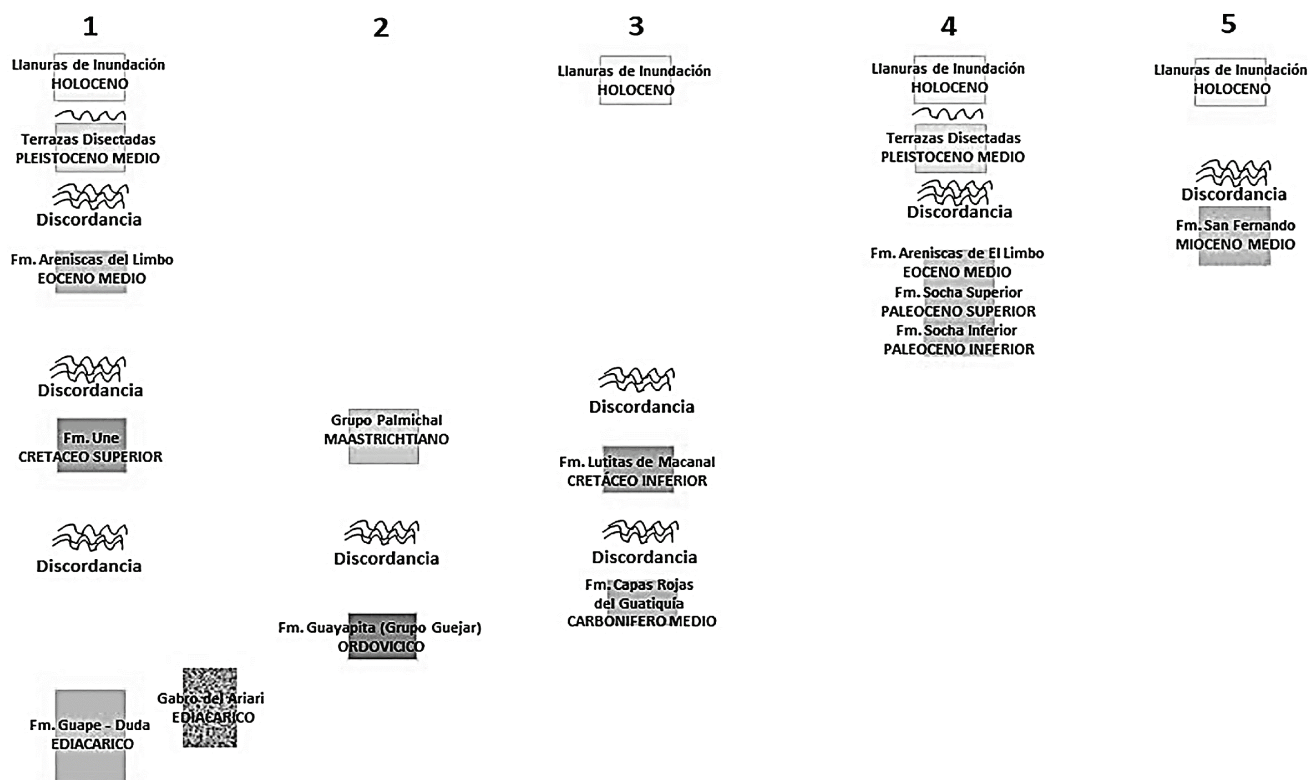 1
Llanuras de Inundación
HOLOCENO
Terrazas Disectadas
PLEISTOCENO MEDIO
Discordancia
Fm. Areniscas del Limbo
EOCENO MEDIO
Discordancia
Fm. Une
CRETACEO SUPERIOR
Discordancia
Gabro del Ariari
EDIACARICO
Fm. Guape - Duda
EDIACARICO
2
Grupo Palmichal
MAASTRICHTIANO
Discordancia
Fm. Guayapita (Grupo Guejar)
ORDOVICICO
3
Llanuras de Inundación
HOLOCENO
Discordancia
Fm. Lutitas de Macanal
CRETÁCEO INFERIOR
Discordancia
Fm. Capas Rojas
del Guatiquía
CARBONIFERO MEDIO
4
Llanuras de Inundación
HOLOCENO
Terrazas Disectadas
PLEISTOCENO MEDIO
Discordancia
Fm. Areniscas de El Limbo
EOCENO MEDIO
Fm. Socha Superior
PALEOCENO SUPERIOR
Fm. Socha Inferior
PALEOCENO INFERIOR
5
Llanuras de Inundación
HOLOCENO
Discordancia
Fm. San Fernando
MIOCENO MEDIO